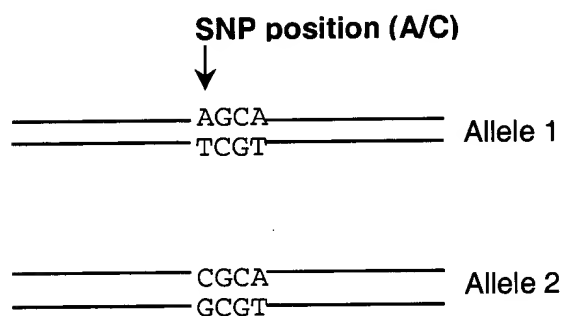 SNP position (A/C)
AGCA
TCGT
Allele 1
CGCA
GCGT
Allele 2